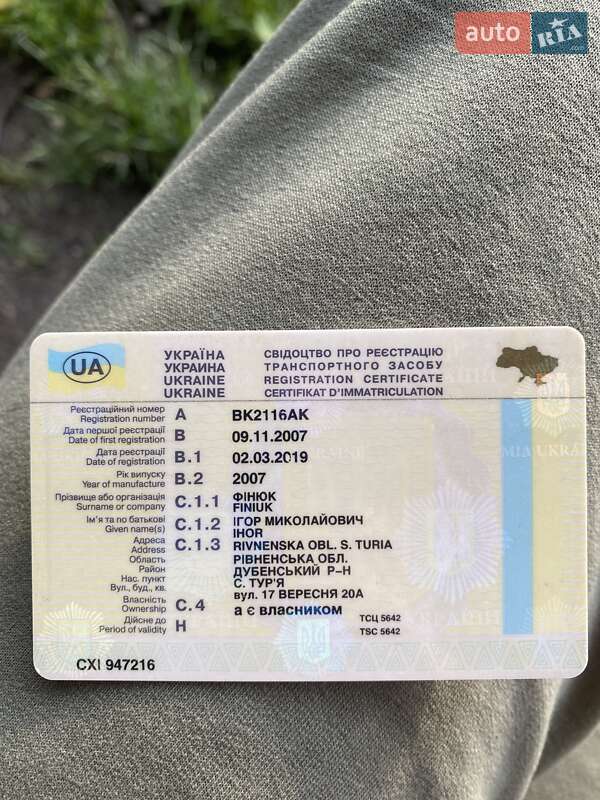 auto RIA
.com
UA
УКРАЇНА
УКРАИНА
UKRAINE
UKRAINE
СВІДОЦТВО ПРО РЕЄСТРАЦІЮ
ТРАНСПОРТНОГО ЗАСОБУ
REGISTRATION CERTIFICATE
CERTIFIKAT D'IMMATRICULATION
Реєстраційний номер
Registration number A BK2116AK
Дата першої реєстрації
Date of first registration B 09.11.2007
Дата реєстрації
Date of registration B.1 02.03.2019
Рік випуску
Year of manufacture B.2 2007
Прізвище або організація
Surname or company C.1.1 ФІНЮК
FINIUK
Ім'я та по батькові
Given name(s) C.1.2 ІГОР МИКОЛАЙОВИЧ
IHOR
Адреса
Address C.1.3 RIVNENSKA OBL. S. TURIA
Область РІВНЕНСЬКА ОБЛ.
Район ДУБЕНСЬКИЙ Р-Н
Нас. пункт С. ТУР'Я
Вул., буд., кв. вул. 17 ВЕРЕСНЯ 20А
Власність
Ownership C.4 а є власником
Дійсне до
Period of validity H
ТСЦ 5642
TSC 5642
CXI 947216